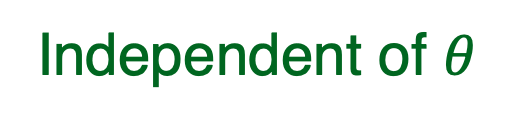 Independent of θ